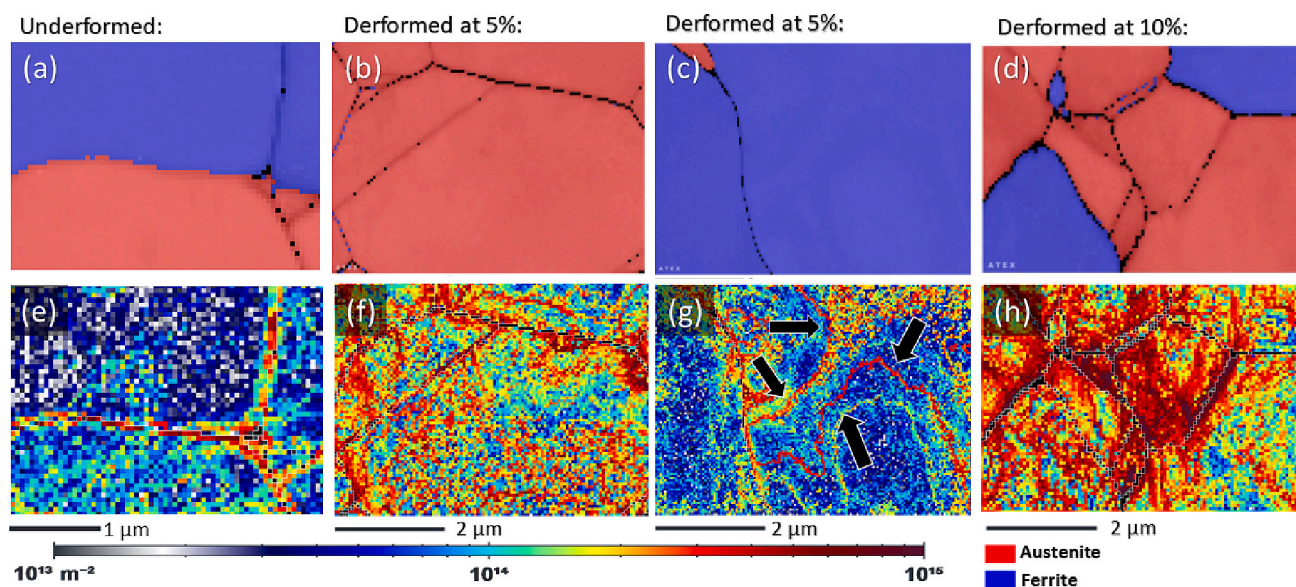 Underformed:
Derformed at 5%:
Derformed at 5%:
Derformed at 10%:
(a)
(b)
(c)
(d)
ATEX
ATEX
(e)
(f)
(g)
(h)
1 µm
2 µm
2 µm
2 µm
10¹³ m⁻²
10¹⁴
10¹⁵
Austenite
Ferrite